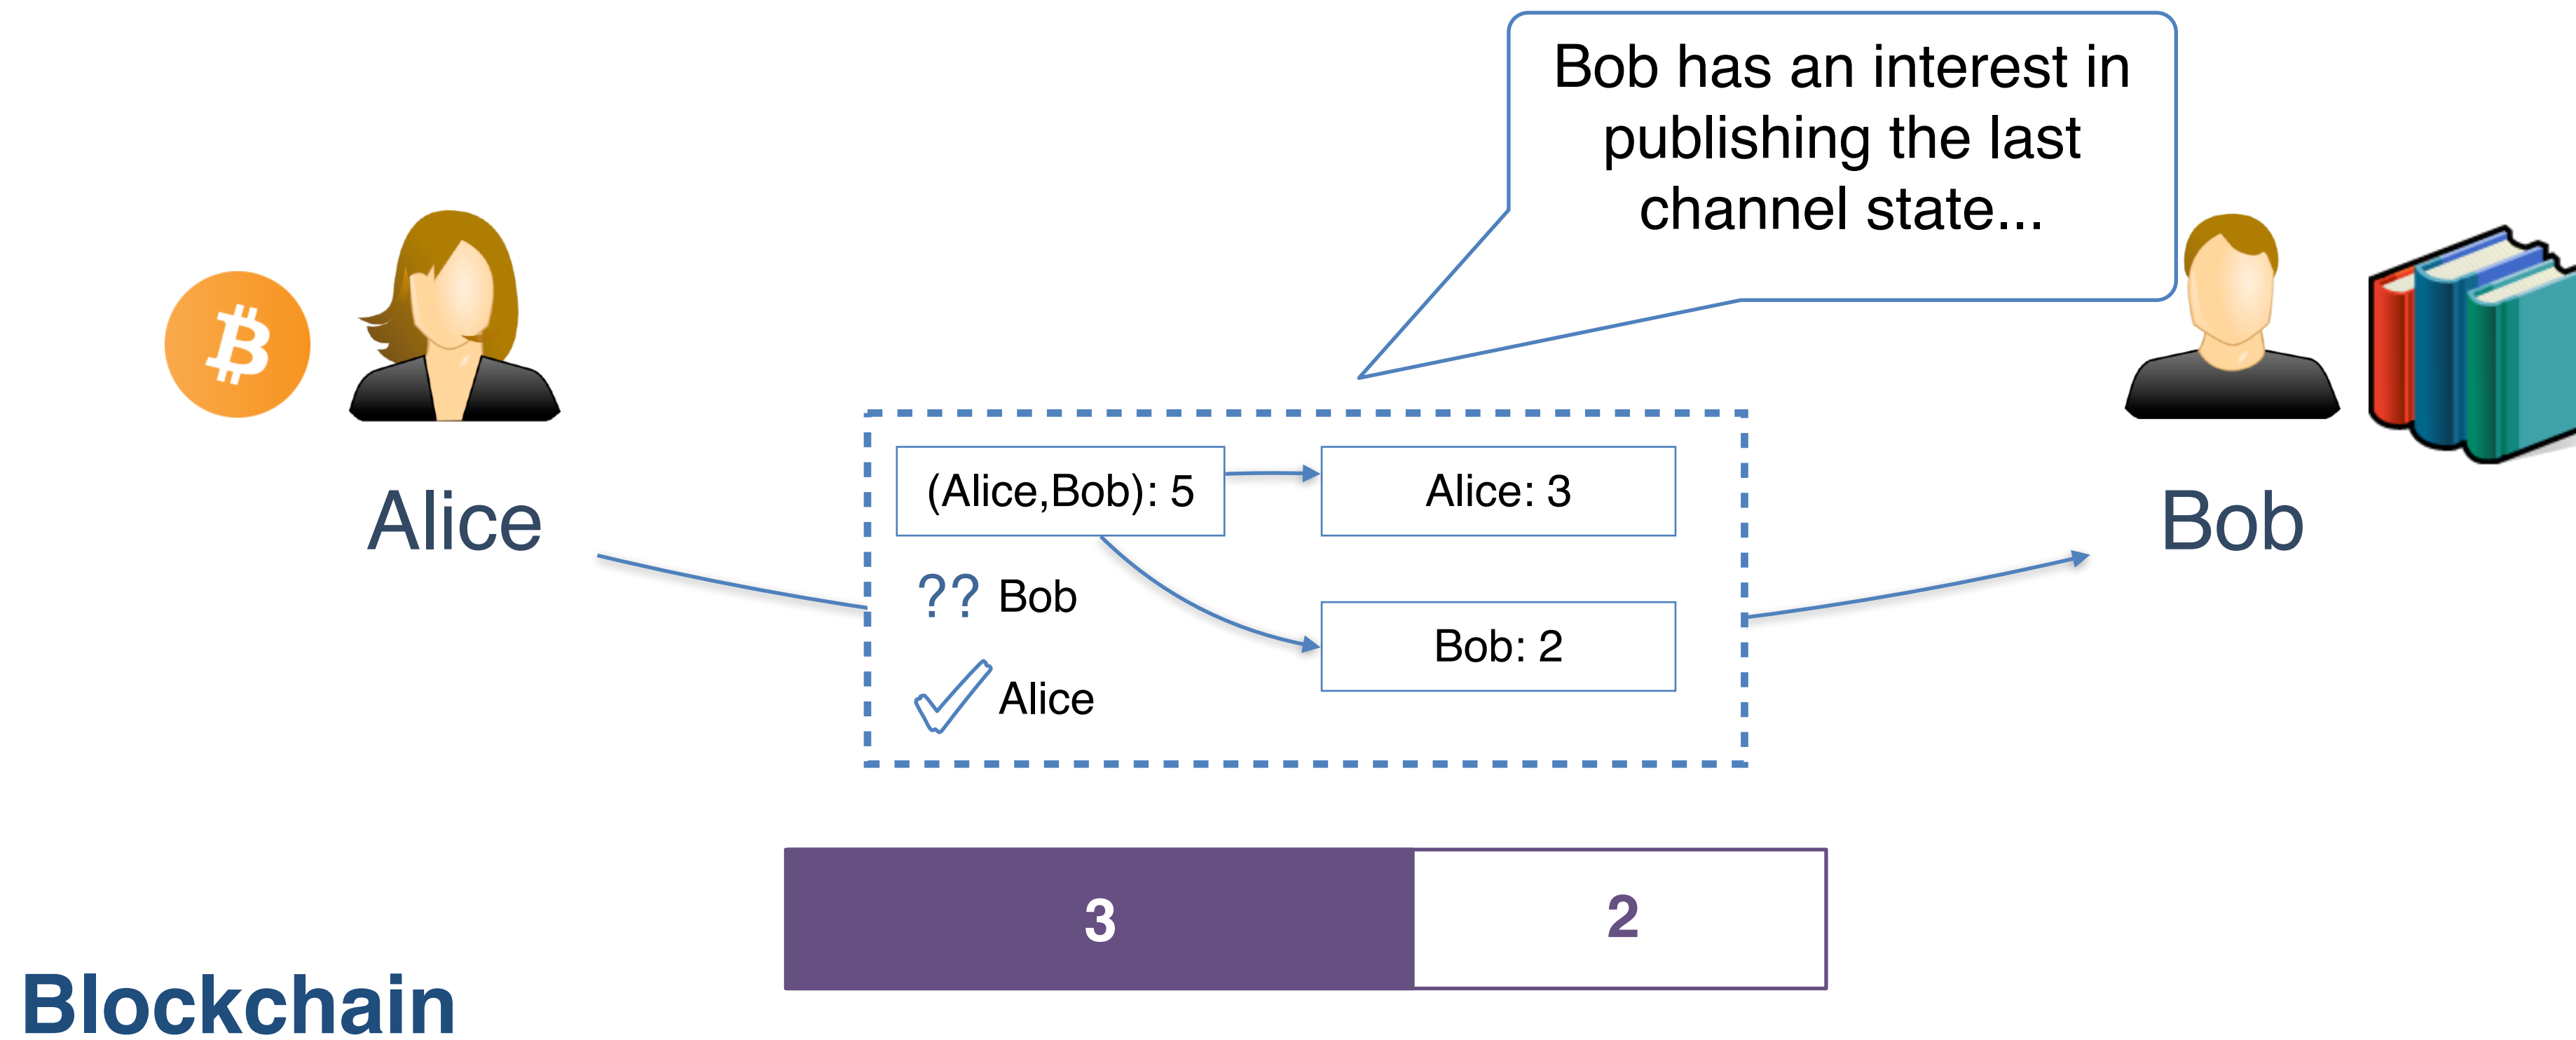 Bob has an interest in
publishing the last
channel state...
Alice
Bob
(Alice,Bob): 5
Alice: 3
?? Bob
Bob: 2
Alice
3
2
Blockchain